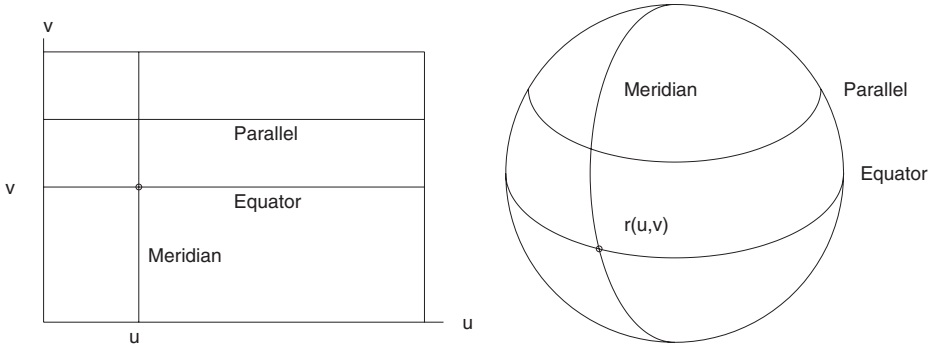 v
Parallel
v
Equator
Meridian
u
u
Meridian
Parallel
Equator
r(u,v)